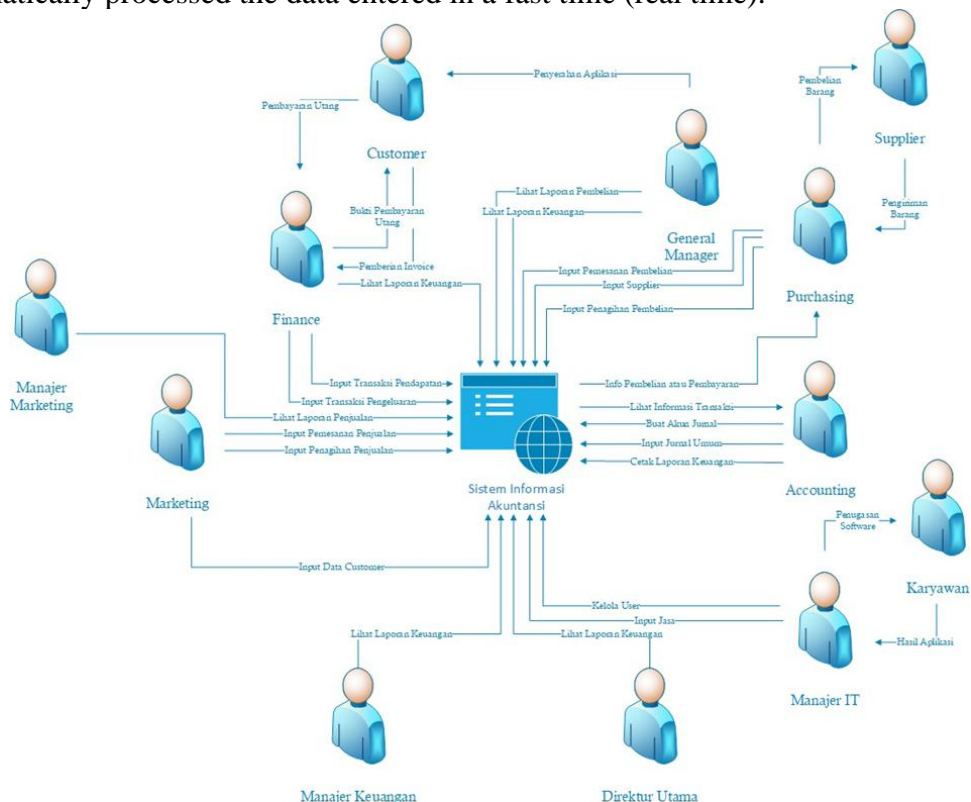 matically processed the data entered in a fast time (real time).
Penyerahan Aplikasi
Pembelian
Barang
Pembayaran Utang
Supplier
Customer
Lihat Laporan Pembelian
Pengiriman
Barang
Bukti Pembayaran
Utang
Lihat Laporan Keuangan
General
Manager
Pemberian Invoice
Input Pemesanan Pembelian
Lihat Laporan Keuangan
Input Supplier
Purchasing
Input Penagihan Pembelian
Finance
Manajer
Marketing
Input Transaksi Pendapatan
Info Pembelian atau Pembayaran
Input Transaksi Pengeluaran
Lihat Informasi Transaksi
Lihat Laporan Penjualan
Buat Akun Jurnal
Input Pemesanan Penjualan
Input Jurnal Umum
Input Penagihan Penjualan
Cetak Laporan Keuangan
Sistem Informasi
Akuntansi
Marketing
Accounting
Penugasan
Software
Input Data Customer
Karyawan
Kelola User
Input Jasa
Lihat Laporan Keuangan
Lihat Laporan Keuangan
Hasil Aplikasi
Manajer IT
Manajer Keuangan
Direktur Utama